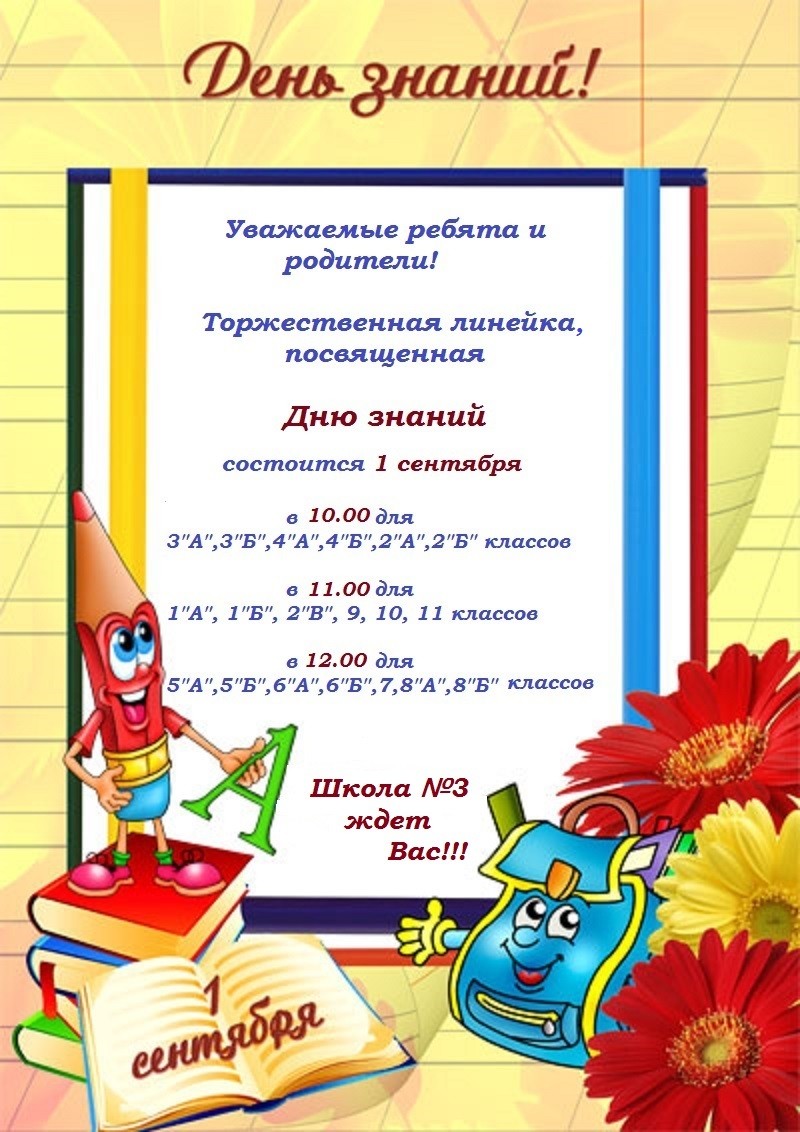 День знаний!
Уважаемые ребята и
родители!
Торжественная линейка,
посвященная
Дню знаний
состоится 1 сентября
в 10.00 для
3"А",3"Б",4"А",4"Б",2"А",2"Б" классов
в 11.00 для
1"А", 1"Б", 2"В", 9, 10, 11 классов
в 12.00 для
5"А",5"Б",6"А",6"Б",7,8"А",8"Б" классов
А
Школа №3
ждет
Вас!!!
1
сентября